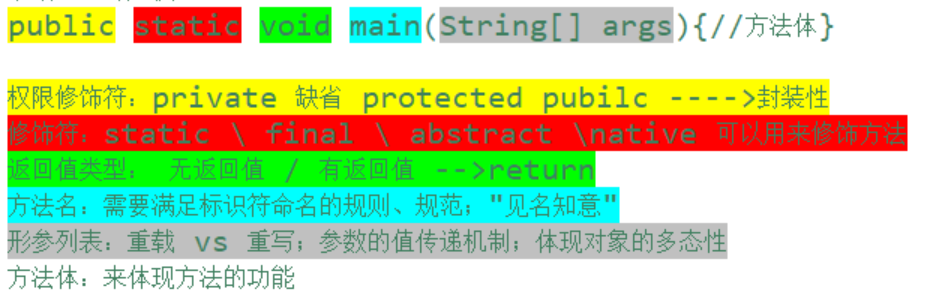 public static void main(String[] args){//方法体}
权限修饰符：private 缺省 protected pubilc ---->封装性
修饰符：static \ final \ abstract \native 可以用来修饰方法
返回值类型： 无返回值 / 有返回值 -->return
方法名：需要满足标识符命名的规则、规范；"见名知意"
形参列表：重载 vs 重写；参数的值传递机制；体现对象的多态性
方法体：来体现方法的功能